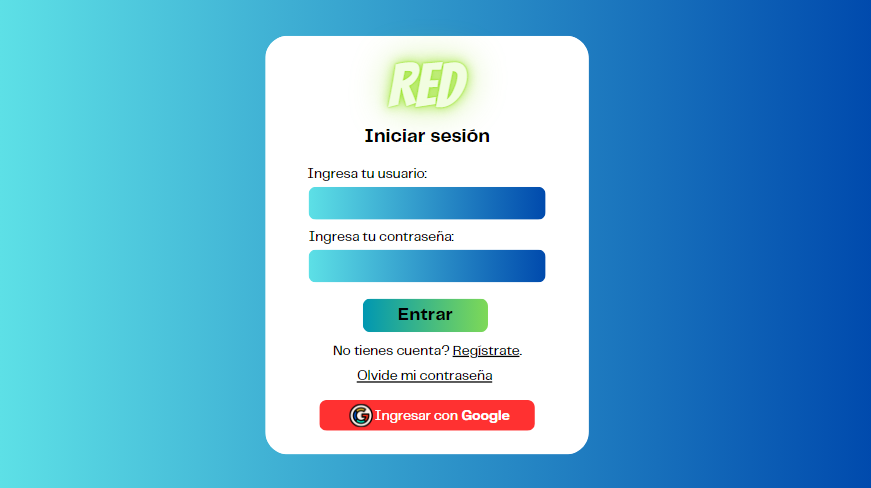 RED
Iniciar sesión
Ingresa tu usuario:
Ingresa tu contraseña:
Entrar
No tienes cuenta? Regístrate.
Olvide mi contraseña
G Ingresar con Google